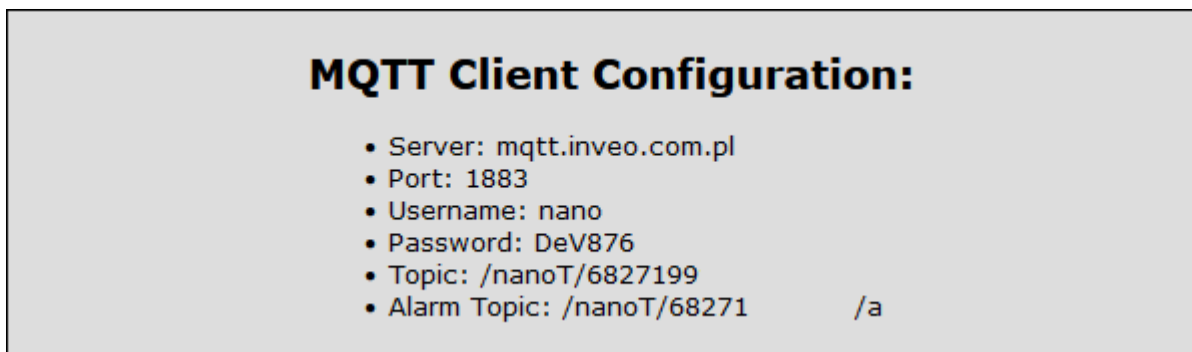 MQTT Client Configuration:
• Server: mqtt.inveo.com.pl
• Port: 1883
• Username: nano
• Password: DeV876
• Topic: /nanoT/6827199
• Alarm Topic: /nanoT/68271 /a